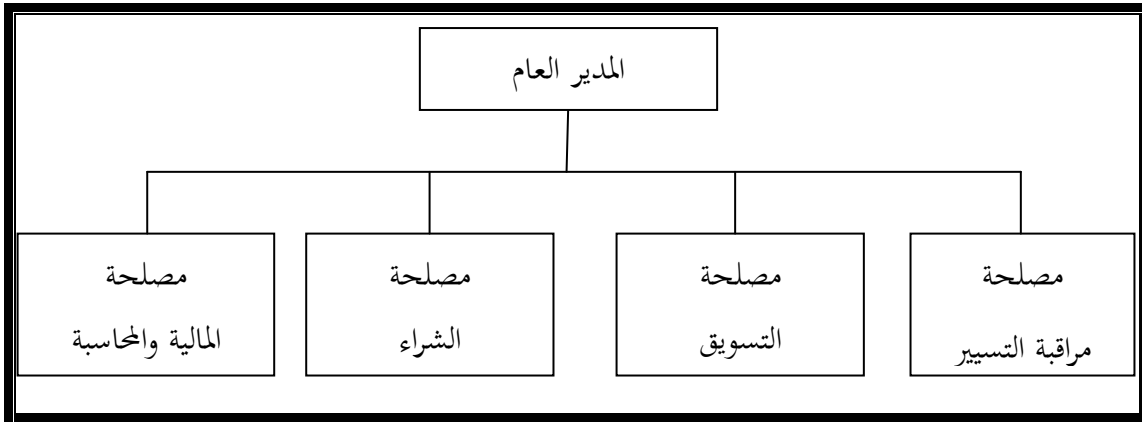 المدير العام
مصلحة
مراقبة التسيير
مصلحة
التسويق
مصلحة
الشراء
مصلحة
المالية والمحاسبة